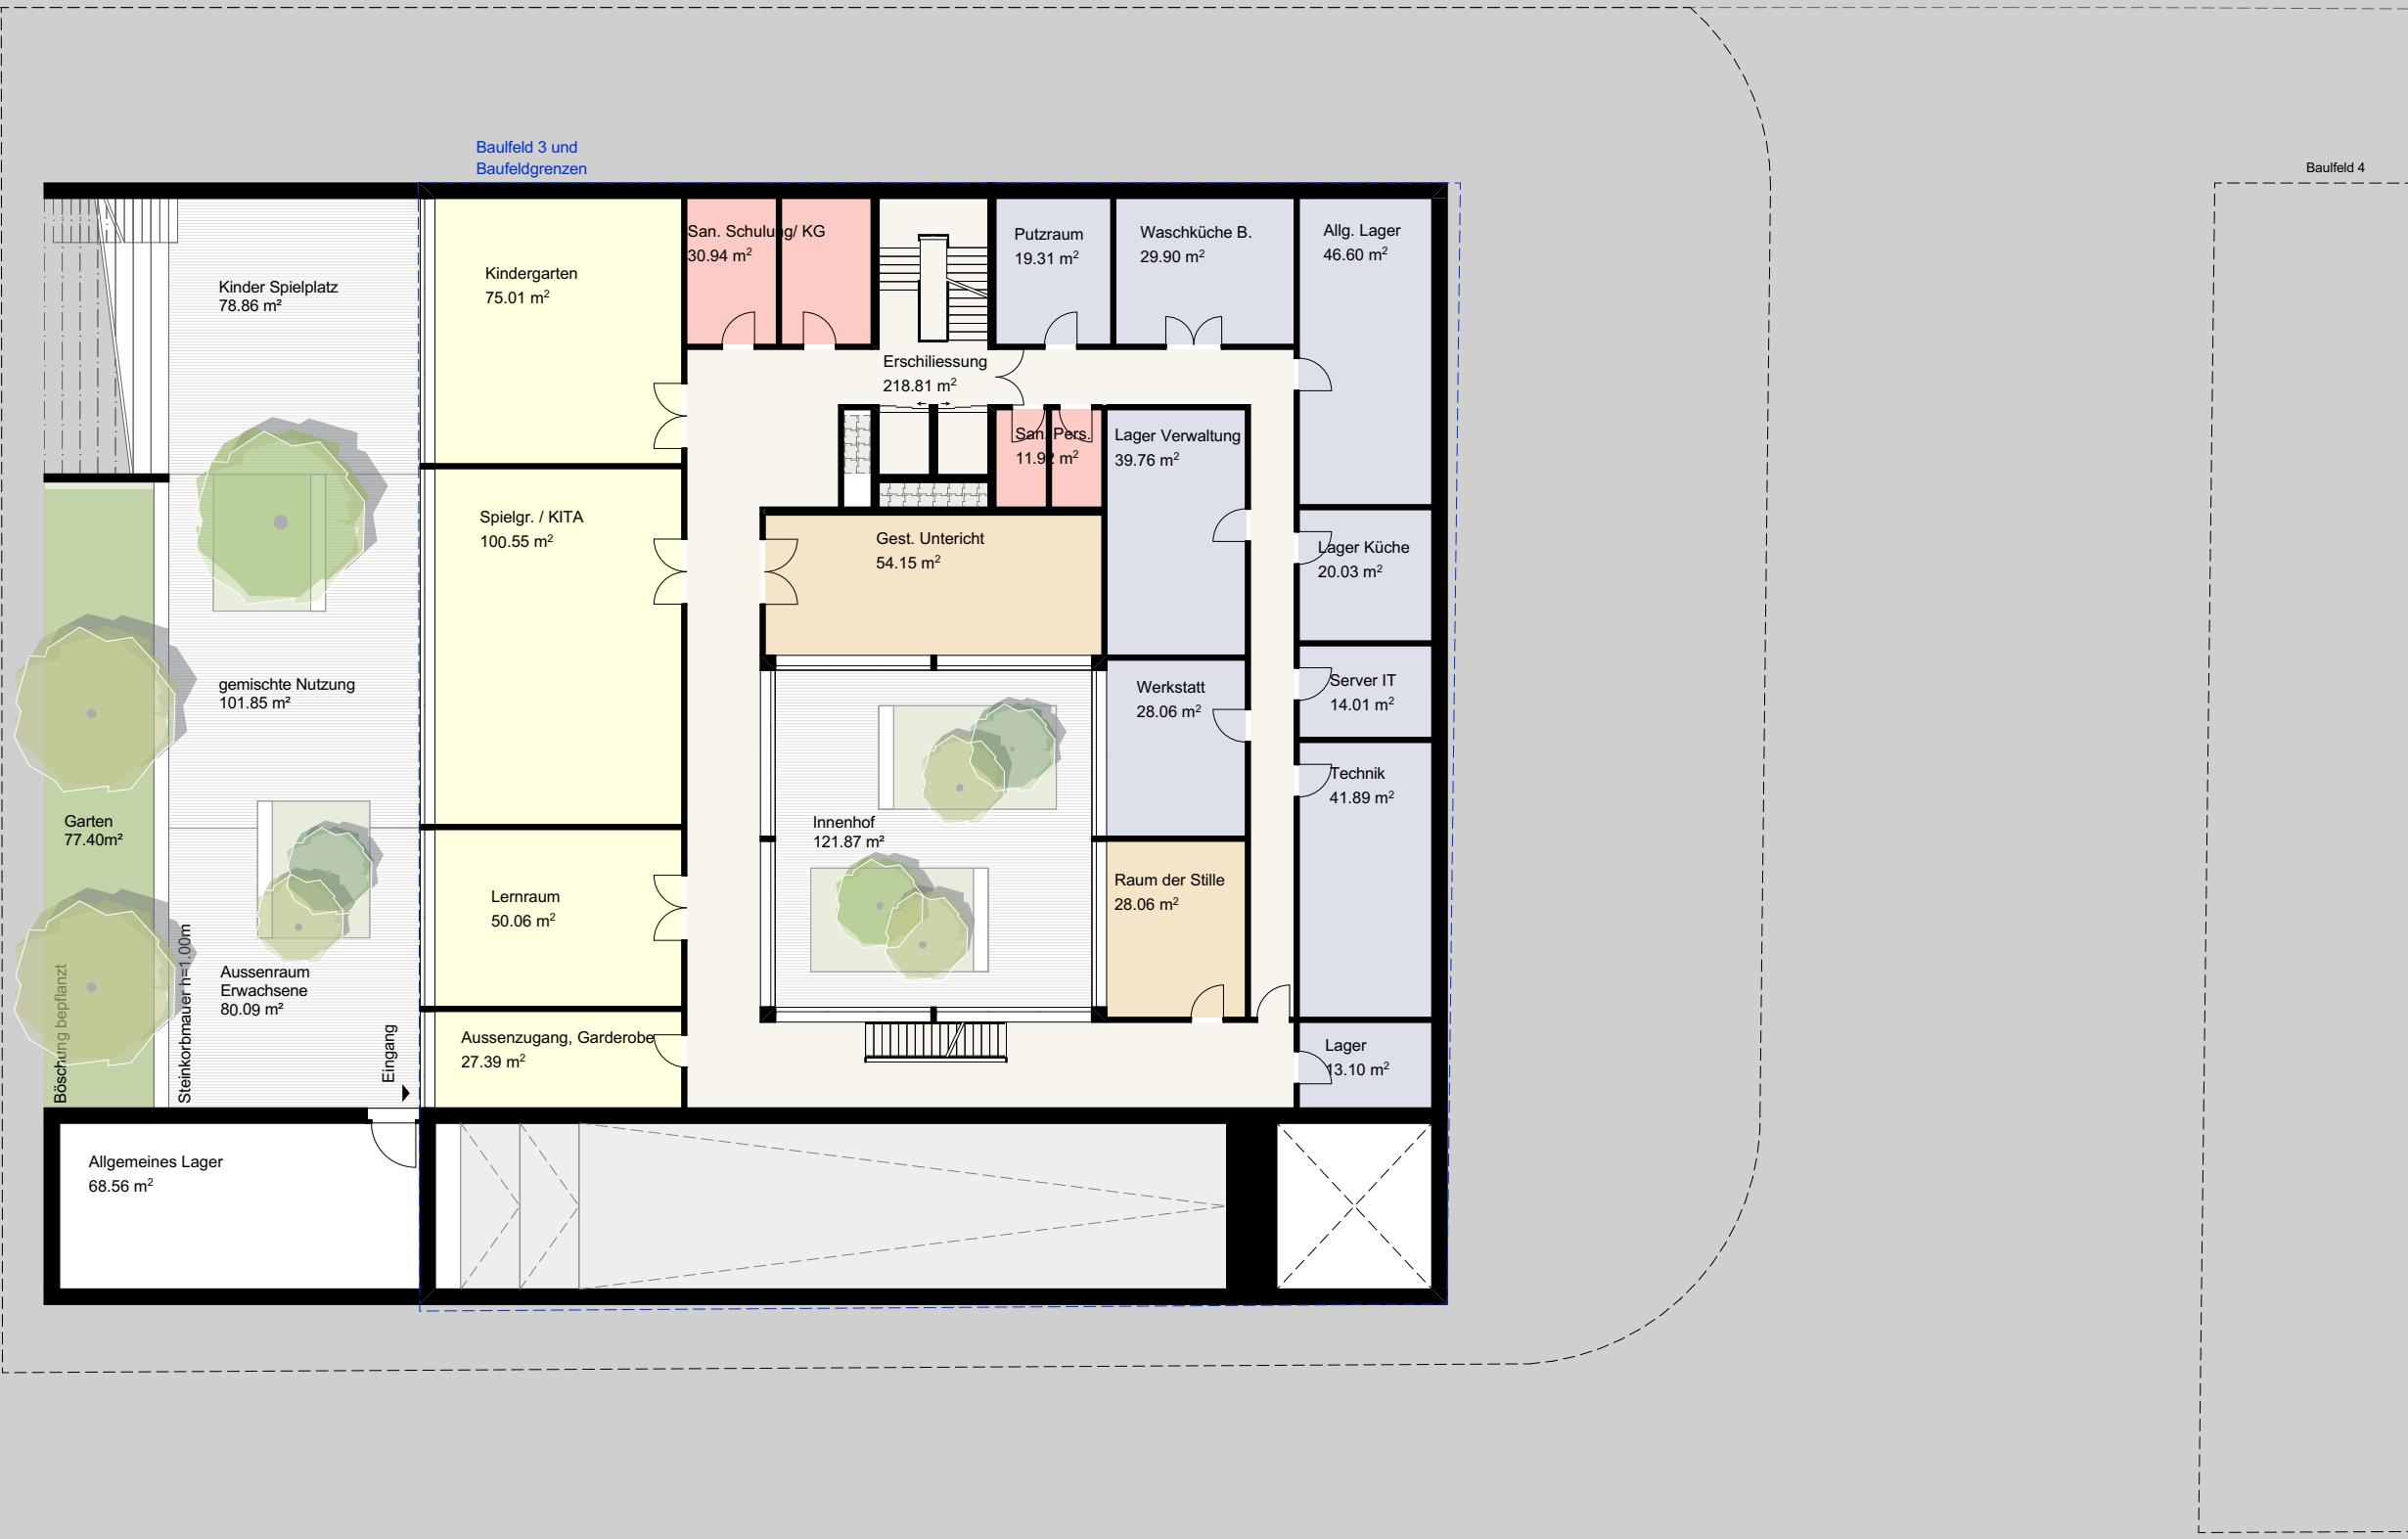 Baulfeld 3 und
Baufeldgrenzen
Baulfeld 4
Kinder Spielplatz
78.86 m²
Kindergarten
75.01 m²
San. Schulung/ KG
30.94 m²
Putzraum
19.31 m²
Waschküche B.
29.90 m²
Allg. Lager
46.60 m²
Erschiliessung
218.81 m²
San. Pers.
11.92 m²
Lager Verwaltung
39.76 m²
Spielgr. / KITA
100.55 m²
Gest. Untericht
54.15 m²
Lager Küche
20.03 m²
gemischte Nutzung
101.85 m²
Werkstatt
28.06 m²
Server IT
14.01 m²
Technik
41.89 m²
Garten
77.40m²
Innenhof
121.87 m²
Lernraum
50.06 m²
Raum der Stille
28.06 m²
Böschung bepflanzt
Steinkorbmauer h=1.00m
Aussenraum
Erwachsene
80.09 m²
Eingang
Aussenzugang, Garderobe
27.39 m²
Lager
13.10 m²
Allgemeines Lager
68.56 m²